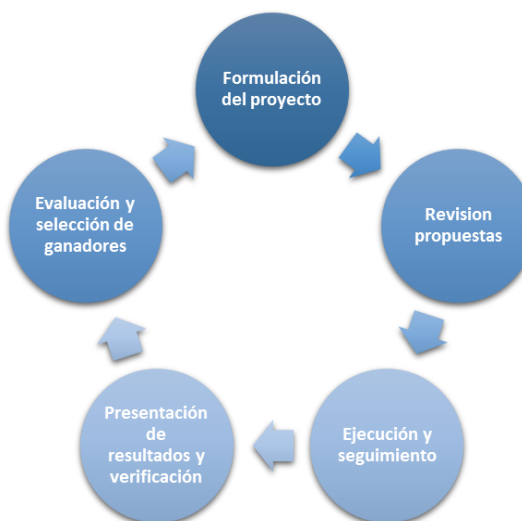 Formulación
del proyecto
Revision
propuestas
Ejecución y
seguimiento
Presentación
de
resultados y
verificación
Evaluación y
selección de
ganadores